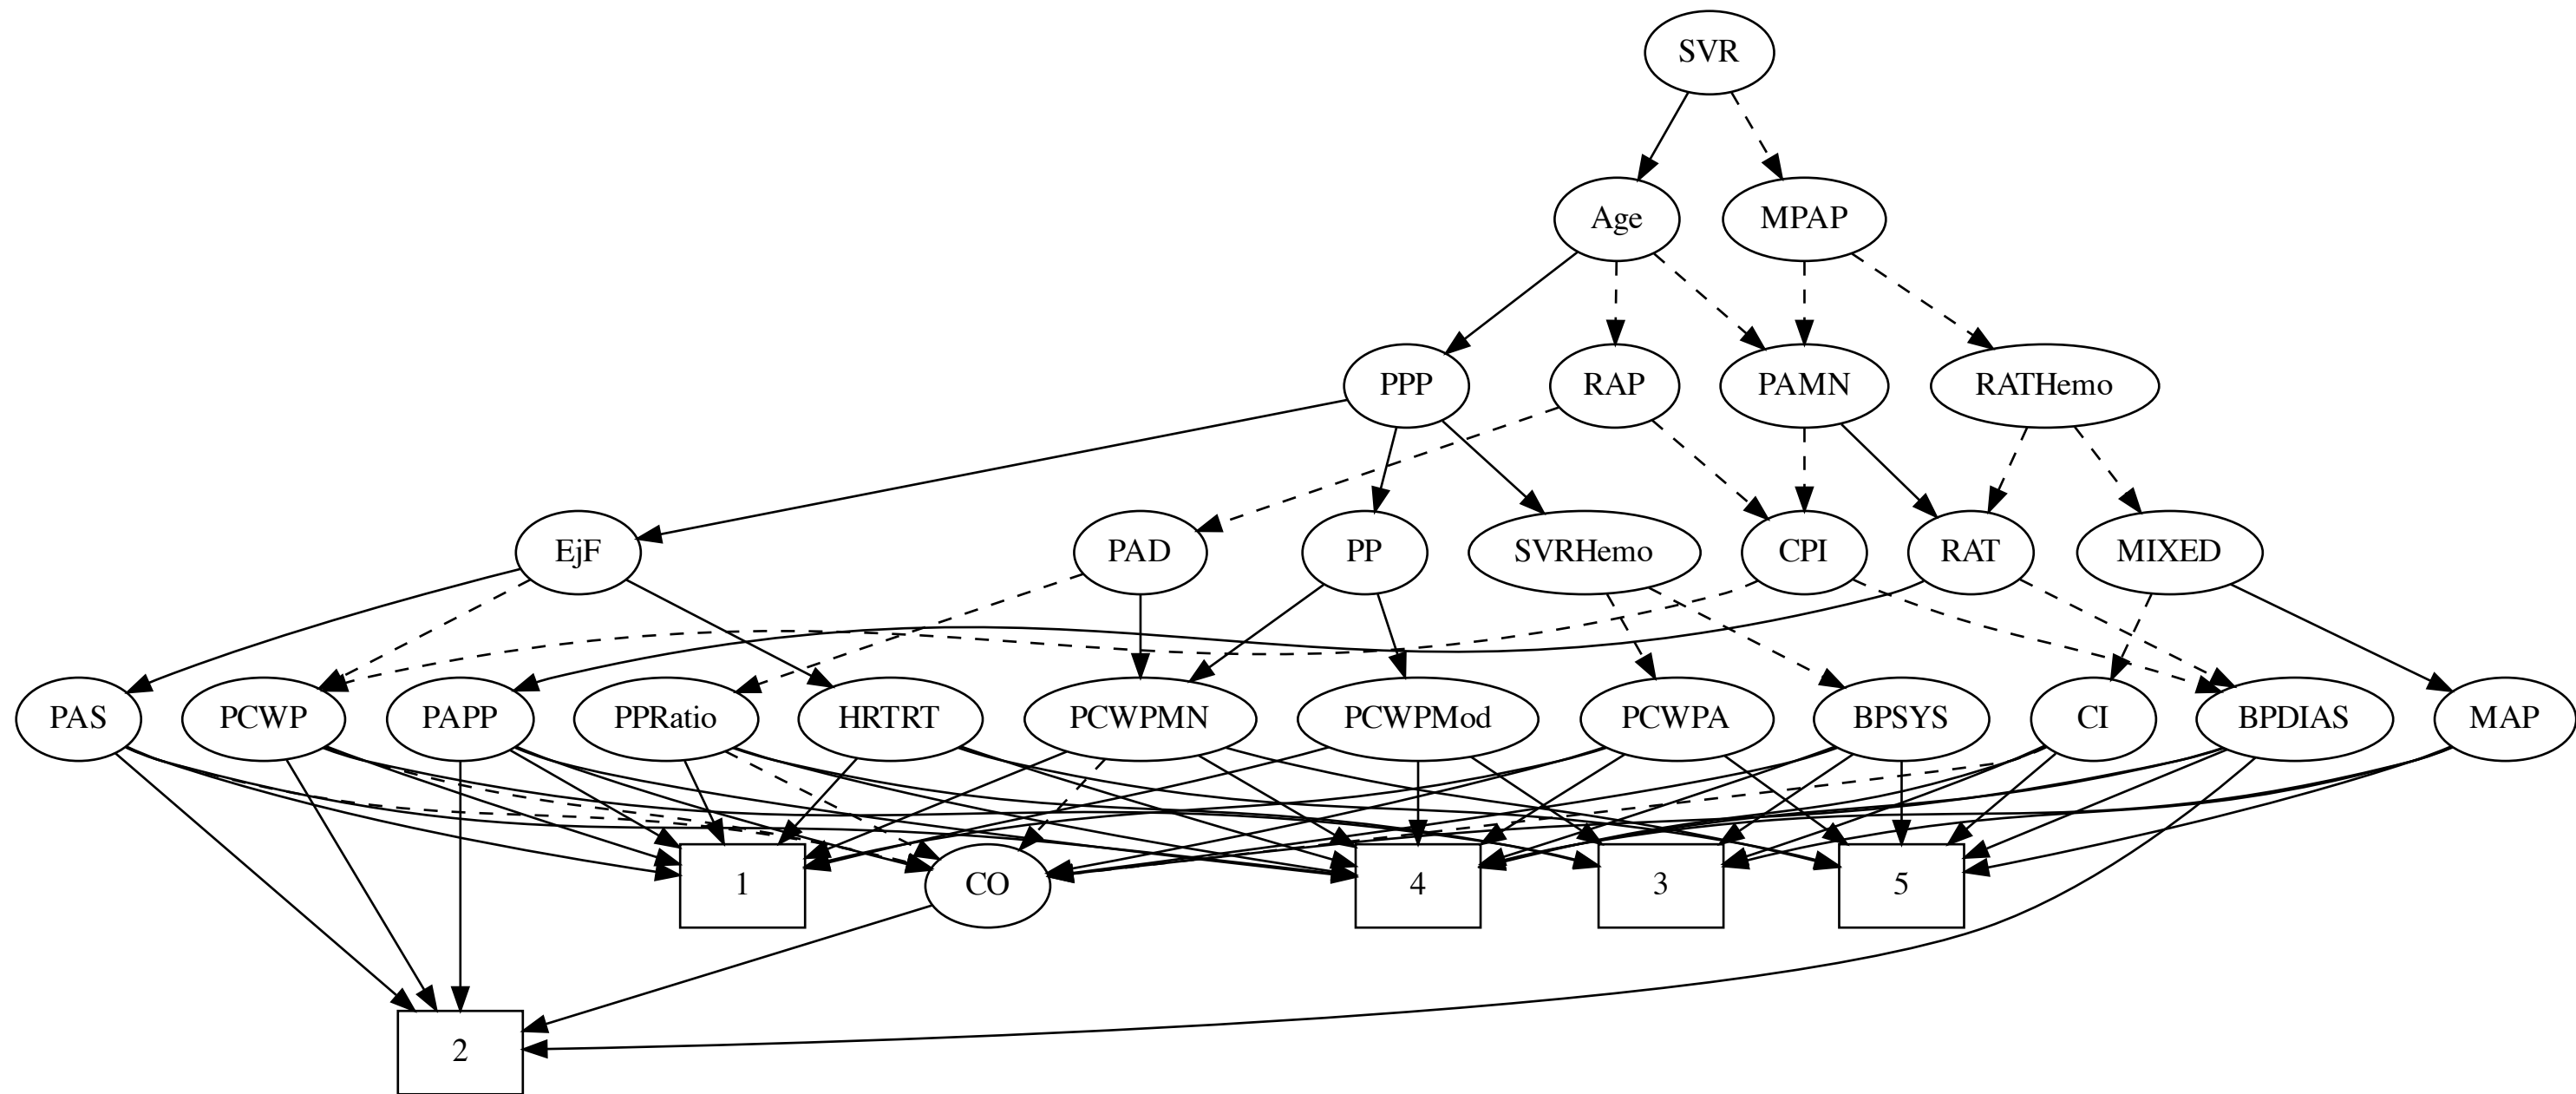 SVR
Age
MPAP
PPP
RAP
PAMN
RATHemo
EjF
PAD
PP
SVRHemo
CPI
RAT
MIXED
PAS
PCWP
PAPP
PPRatio
HRTRT
PCWPMN
PCWPMod
PCWPA
BPSYS
CI
BPDIAS
MAP
1
CO
4
3
5
2